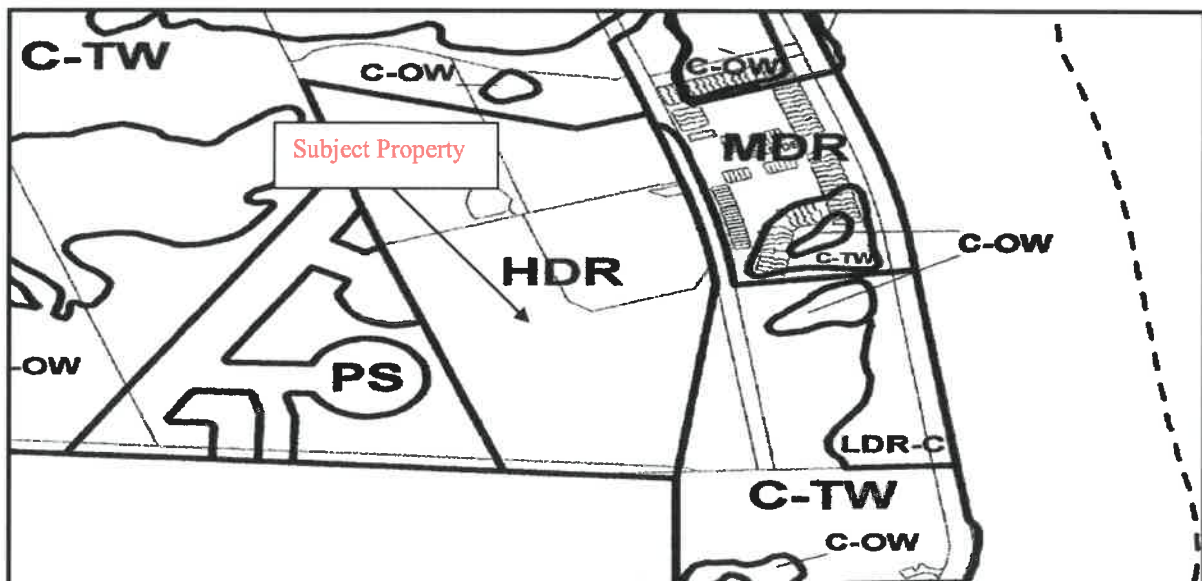 C-TW
C-OW
C-OW
Subject Property
MDR
C-OW
C-TW
HDR
-OW
PS
LDR-C
C-TW
C-OW